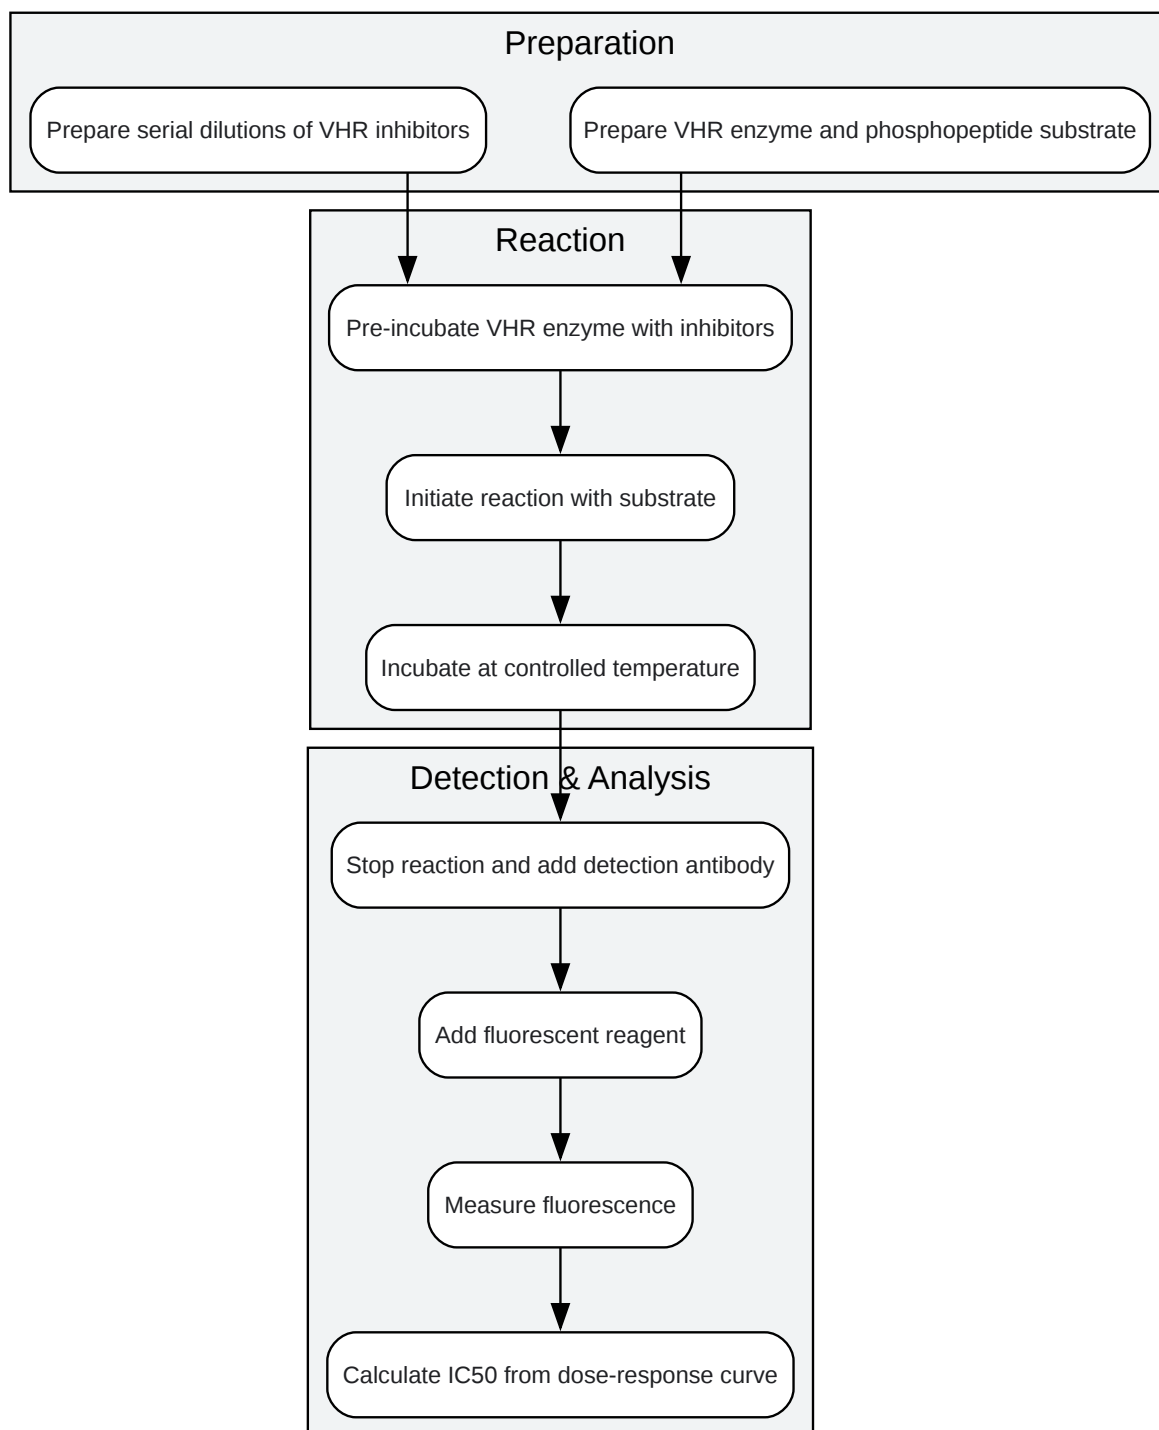 Preparation
Prepare serial dilutions of VHR inhibitors
Prepare VHR enzyme and phosphopeptide substrate
Reaction
Pre-incubate VHR enzyme with inhibitors
Initiate reaction with substrate
Incubate at controlled temperature
Detection & Analysis
Stop reaction and add detection antibody
Add fluorescent reagent
Measure fluorescence
Calculate IC50 from dose-response curve